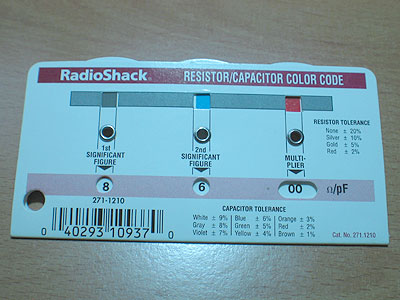 RadioShack® RESISTOR/CAPACITOR COLOR CODE
RESISTOR TOLERANCE
None ± 20%
Silver ± 10%
Gold ± 5%
Red ± 2%
1st
SIGNIFICANT
FIGURE
2nd
SIGNIFICANT
FIGURE
MULTI-
PLIER
8 6 00 Ω/pF
271-1210
0 40293 10937 0
CAPACITOR TOLERANCE
White ± 9% Blue ± 6% Orange ± 3%
Gray ± 8% Green ± 5% Red ± 2%
Violet ± 7% Yellow ± 4% Brown ± 1%
Cat. No. 271.1210